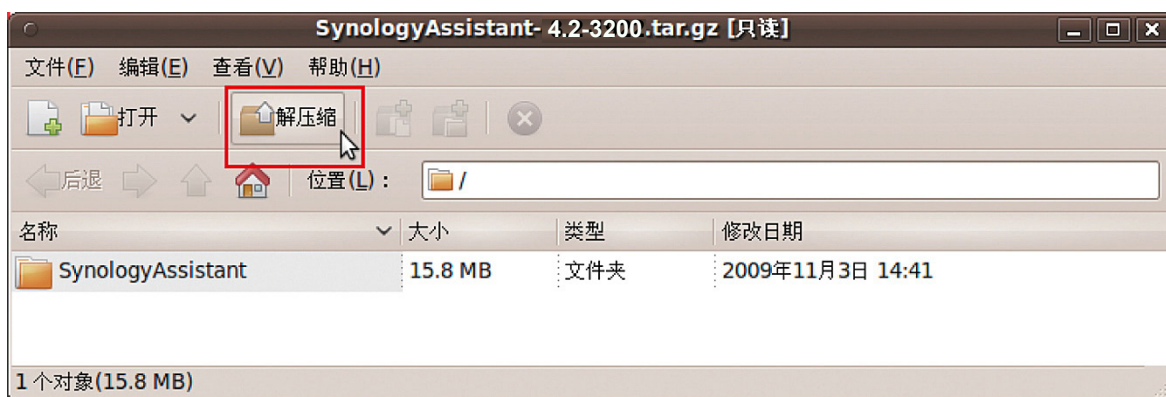 SynologyAssistant- 4.2-3200.tar.gz [只读]
文件(F) 编辑(E) 查看(V) 帮助(H)
打开 解压缩
后退 位置(L): /
名称 大小 类型 修改日期
SynologyAssistant 15.8 MB 文件夹 2009年11月3日 14:41
1 个对象(15.8 MB)